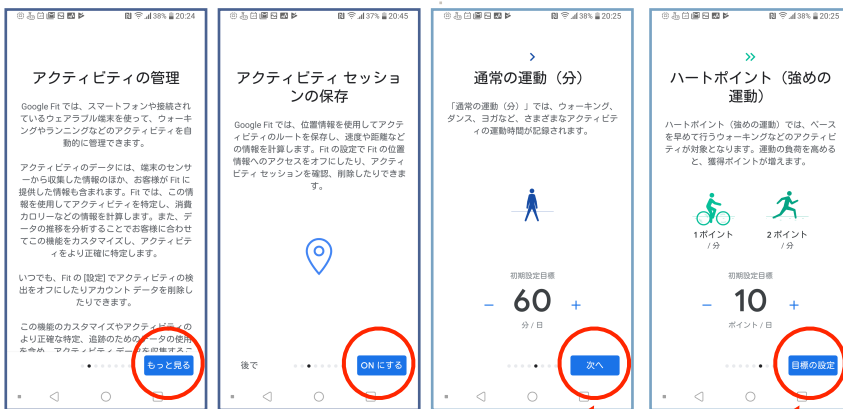 20:24
アクティビティの管理
Google Fit では、スマートフォンや接続され
ているウェアラブル端末を使って、ウォーキ
ングやランニングなどのアクティビティを自
動的に管理できます。
アクティビティのデータには、端末のセンサ
ーから収集した情報のほか、お客様が Fit に
提供した情報も含まれます。Fit では、この情
報を使用してアクティビティを特定し、消費
カロリーなどの情報を計算します。また、デ
ータの推移を分析することでお客様に合わせ
てこの機能をカスタマイズし、アクティビテ
ィをより正確に特定します。
いつでも、Fit の [設定] でアクティビティの検
出をオフにしたりアカウント データを削除し
たりできます。
この機能のカスタマイズやアクティビティの
より正確な特定、追跡のためのデータの使用
を含め、アクティビティ データを収集するこ
もっと見る
37% 20:45
アクティビティ セッショ
ンの保存
Google Fit では、位置情報を使用してアクテ
ィビティのルートを保存し、速度や距離など
の情報を計算します。Fit の設定で Fit の位置
情報へのアクセスをオフにしたり、アクティ
ビティ セッションを確認、削除したりできま
す。
後で
ON にする
38% 20:25
通常の運動（分）
「通常の運動（分）」では、ウォーキング、
ダンス、ヨガなど、さまざまなアクティビテ
ィの運動時間が記録されます。
初期設定目標
− 60 +
分 / 日
次へ
38% 20:25
ハートポイント（強めの
運動）
ハートポイント（強めの運動）では、ペース
を早めて行うウォーキングなどのアクティビ
ティが対象となります。運動の負荷を高める
と、獲得ポイントが増えます。
1 ポイント
/ 分
2 ポイント
/ 分
初期設定目標
− 10 +
ポイント / 日
目標の設定